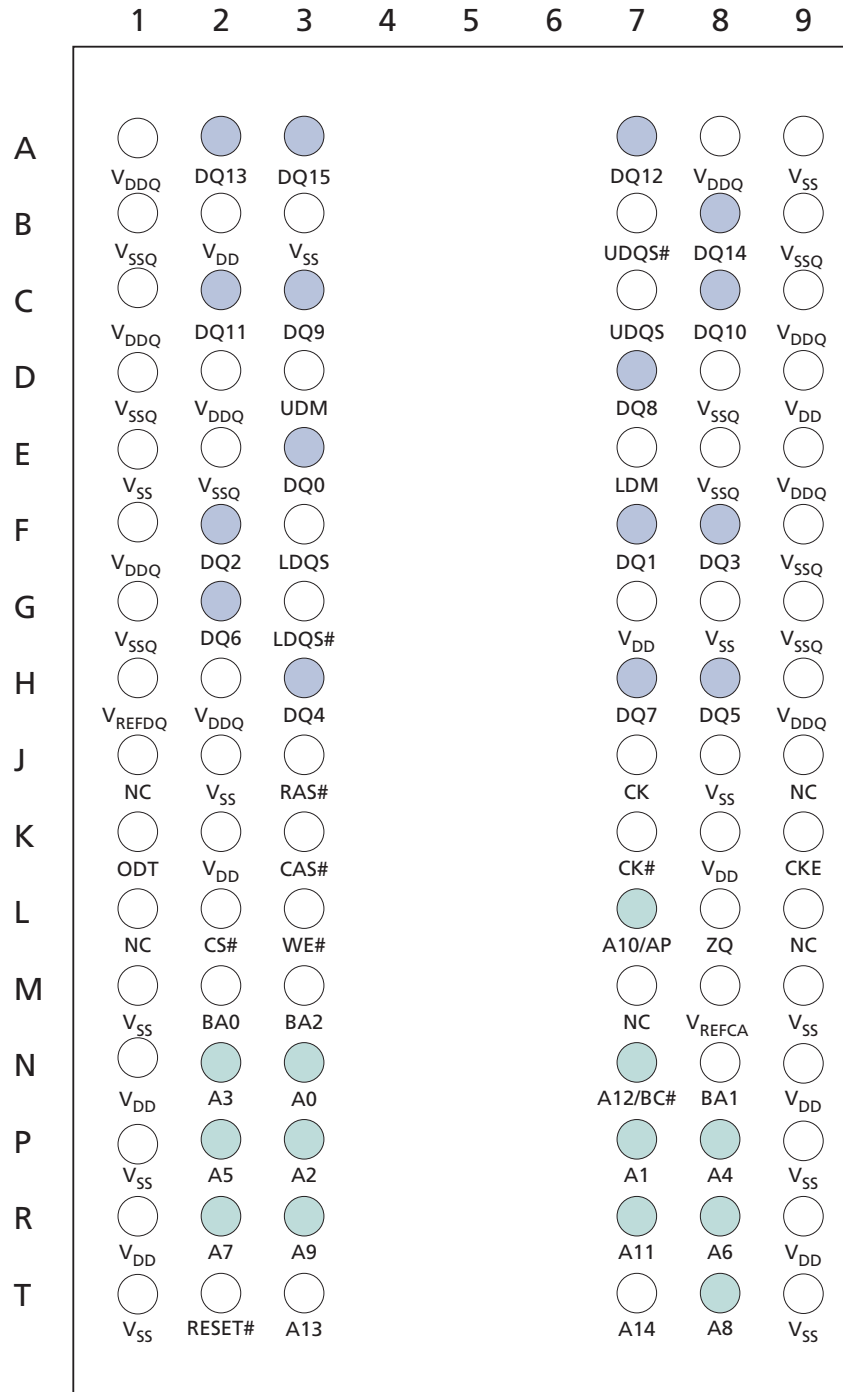 1 2 3 4 5 6 7 8 9
A
VDDQ DQ13 DQ15 DQ12 VDDQ VSS
B
VSSQ VDD VSS UDQS# DQ14 VSSQ
C
VDDQ DQ11 DQ9 UDQS DQ10 VDDQ
D
VSSQ VDDQ UDM DQ8 VSSQ VDD
E
VSS VSSQ DQ0 LDM VSSQ VDDQ
F
VDDQ DQ2 LDQS DQ1 DQ3 VSSQ
G
VSSQ DQ6 LDQS# VDD VSS VSSQ
H
VREFDQ VDDQ DQ4 DQ7 DQ5 VDDQ
J
NC VSS RAS# CK VSS NC
K
ODT VDD CAS# CK# VDD CKE
L
NC CS# WE# A10/AP ZQ NC
M
VSS BA0 BA2 NC VREFCA VSS
N
VDD A3 A0 A12/BC# BA1 VDD
P
VSS A5 A2 A1 A4 VSS
R
VDD A7 A9 A11 A6 VDD
T
VSS RESET# A13 A14 A8 VSS